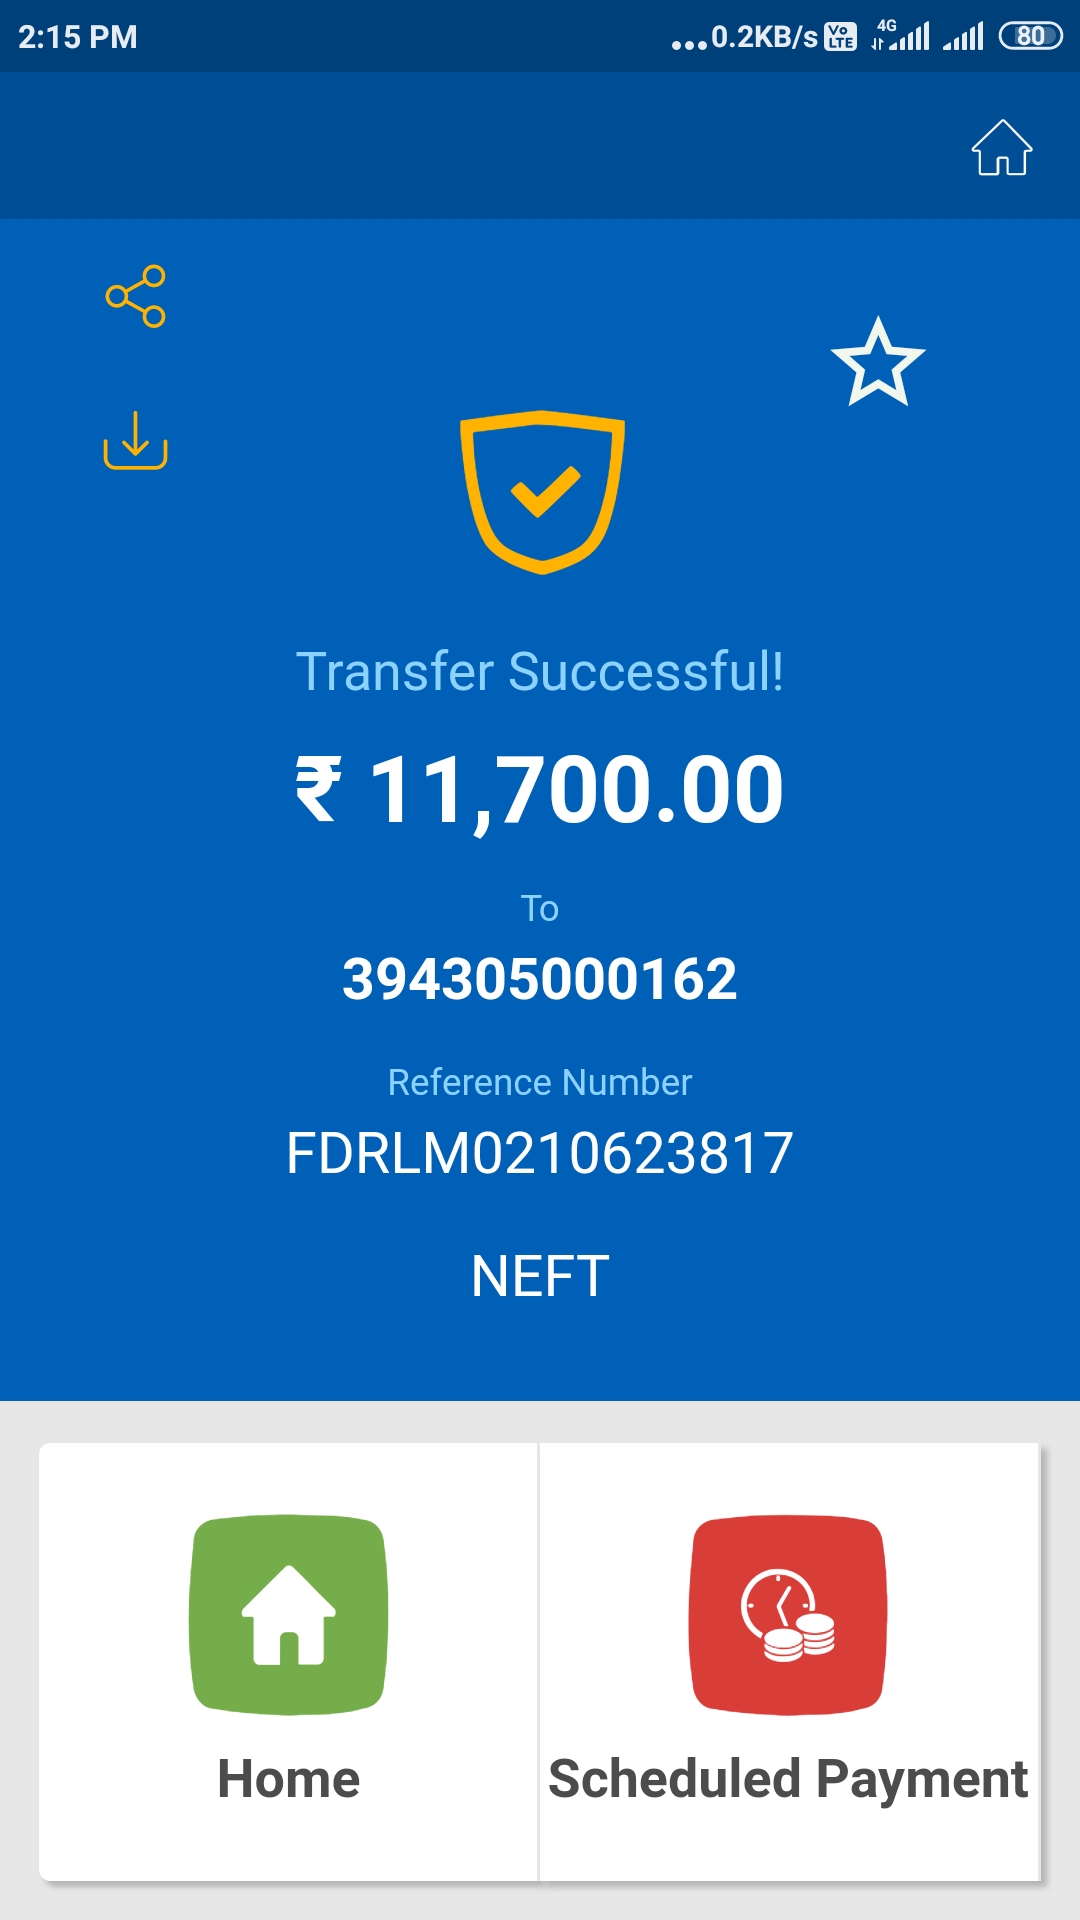 2:15 PM
...0.2KB/s Vo LTE 4G 80
Transfer Successful!
₹ 11,700.00
To
394305000162
Reference Number
FDRLM0210623817
NEFT
Home
Scheduled Payment